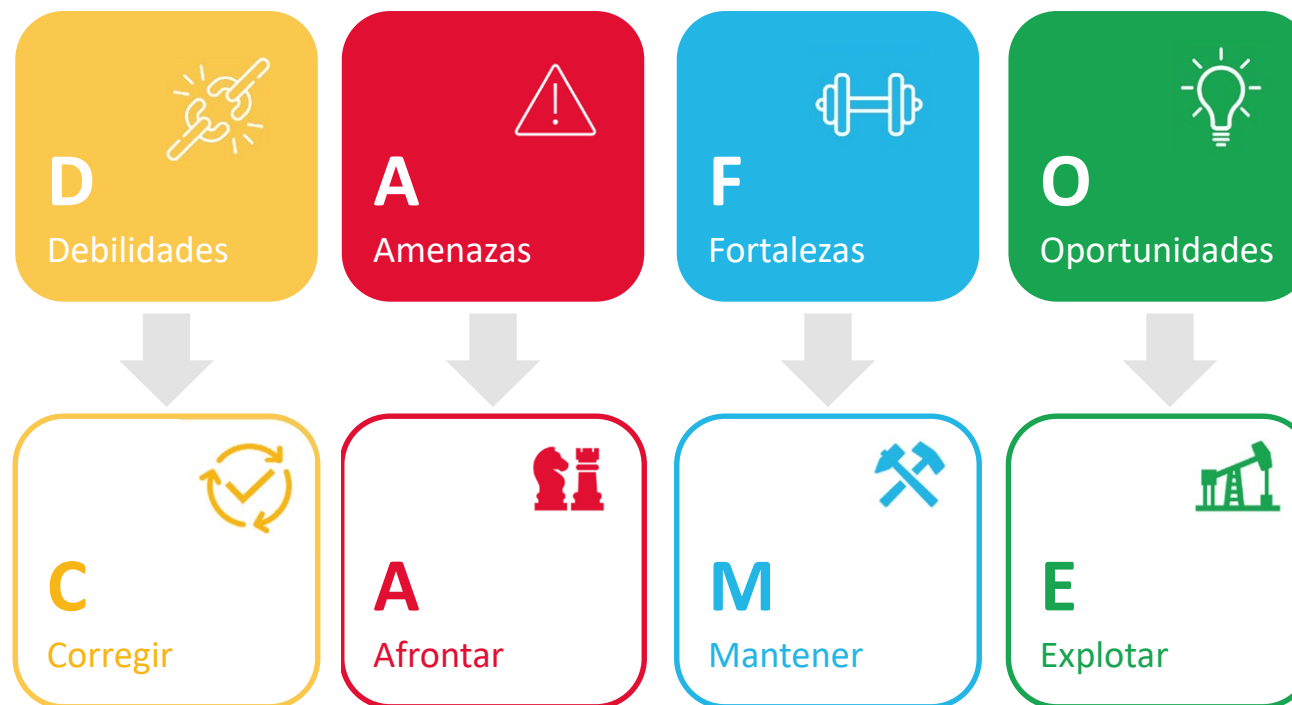 D
Debilidades
A
Amenazas
F
Fortalezas
O
Oportunidades
C
Corregir
A
Afrontar
M
Mantener
E
Explotar